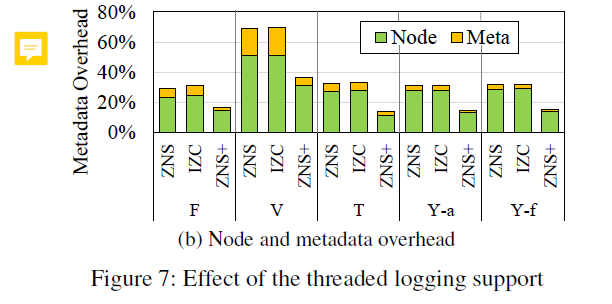 80%
60%
40%
20%
0%
Metadata Overhead
Node Meta
ZNS IZC ZNS+ ZNS IZC ZNS+ ZNS IZC ZNS+ ZNS IZC ZNS+ ZNS IZC ZNS+
F V T Y-a Y-f
(b) Node and metadata overhead
Figure 7: Effect of the threaded logging support